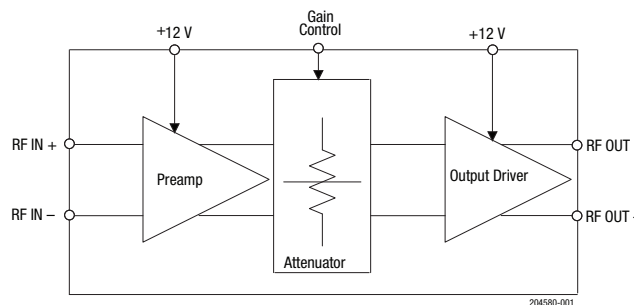 Gain
Control
+12 V
+12 V
RF IN +
RF OUT
Preamp
Output Driver
RF IN –
RF OUT -
Attenuator
204580-001